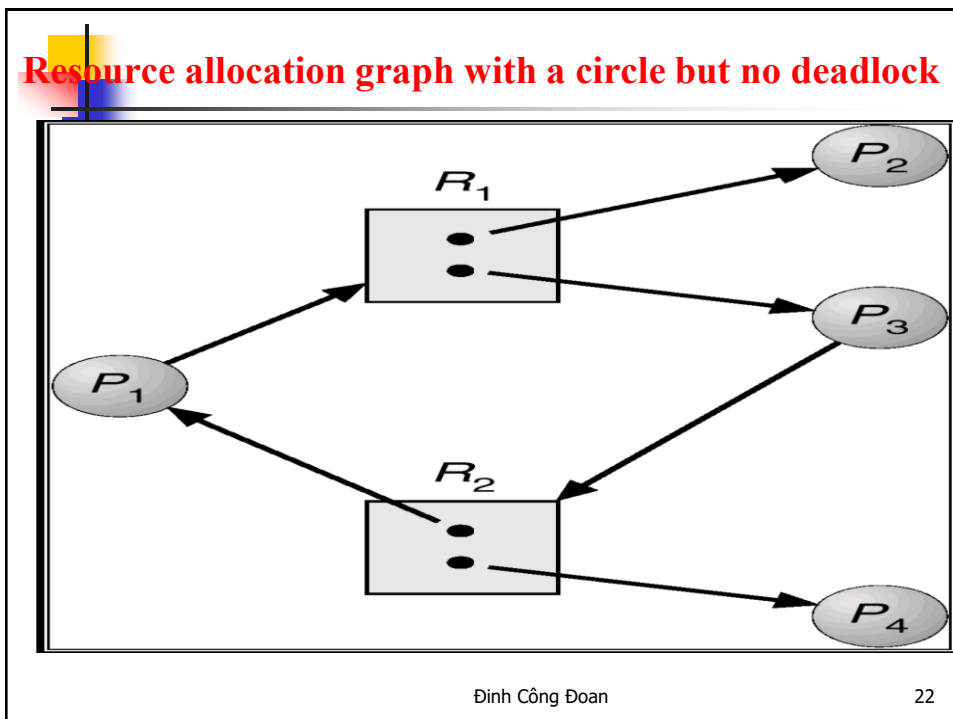 Resource allocation graph with a circle but no deadlock
P2
R1
P3
P1
R2
P4
Đinh Công Đoan
22